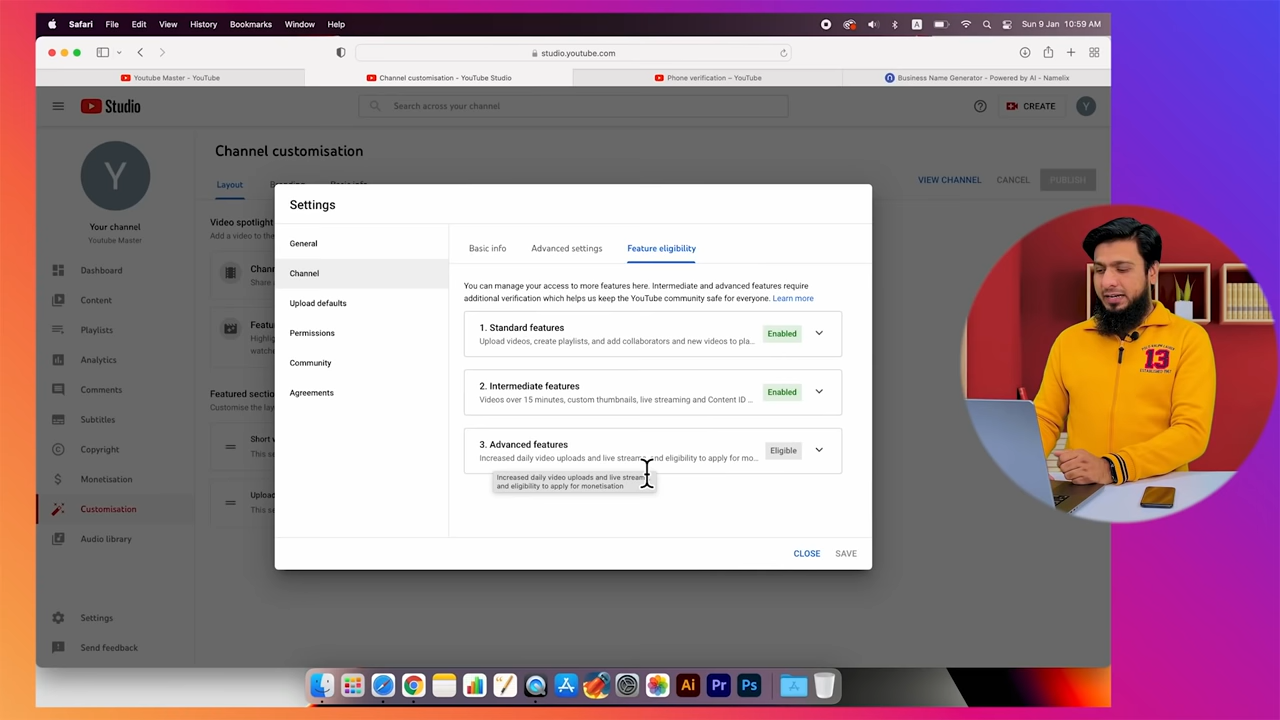 Safari File Edit View History Bookmarks Window Help
A
Sun 9 Jan 10:59 AM
studio.youtube.com
Youtube Master - YouTube
Channel customisation - YouTube Studio
Phone verification – YouTube
Business Name Generator - Powered by AI - Namelix
Studio
Search across your channel
CREATE
Y
Channel customisation
Y
Layout
Basic info
VIEW CHANNEL
CANCEL
PUBLISH
Your channel
Youtube Master
Video spotlight
Add a video to the
Dashboard
Content
Playlists
Analytics
Comments
Subtitles
Copyright
Monetisation
Customisation
Audio library
Settings
Send feedback
Share
Highlig
watche
Featured section
Customise the lay
Short v
This se
Upload
This se
Settings
General
Channel
Upload defaults
Permissions
Community
Agreements
Basic info
Advanced settings
Feature eligibility
You can manage your access to more features here. Intermediate and advanced features require
additional verification which helps us keep the YouTube community safe for everyone. Learn more
1. Standard features
Upload videos, create playlists, and add collaborators and new videos to pla...
Enabled
2. Intermediate features
Videos over 15 minutes, custom thumbnails, live streaming and Content ID ...
Enabled
3. Advanced features
Increased daily video uploads and live streams and eligibility to apply for mo...
Eligible
Increased daily video uploads and live stream
and eligibility to apply for monetisation
CLOSE
SAVE
13
Ai
Pr
Ps